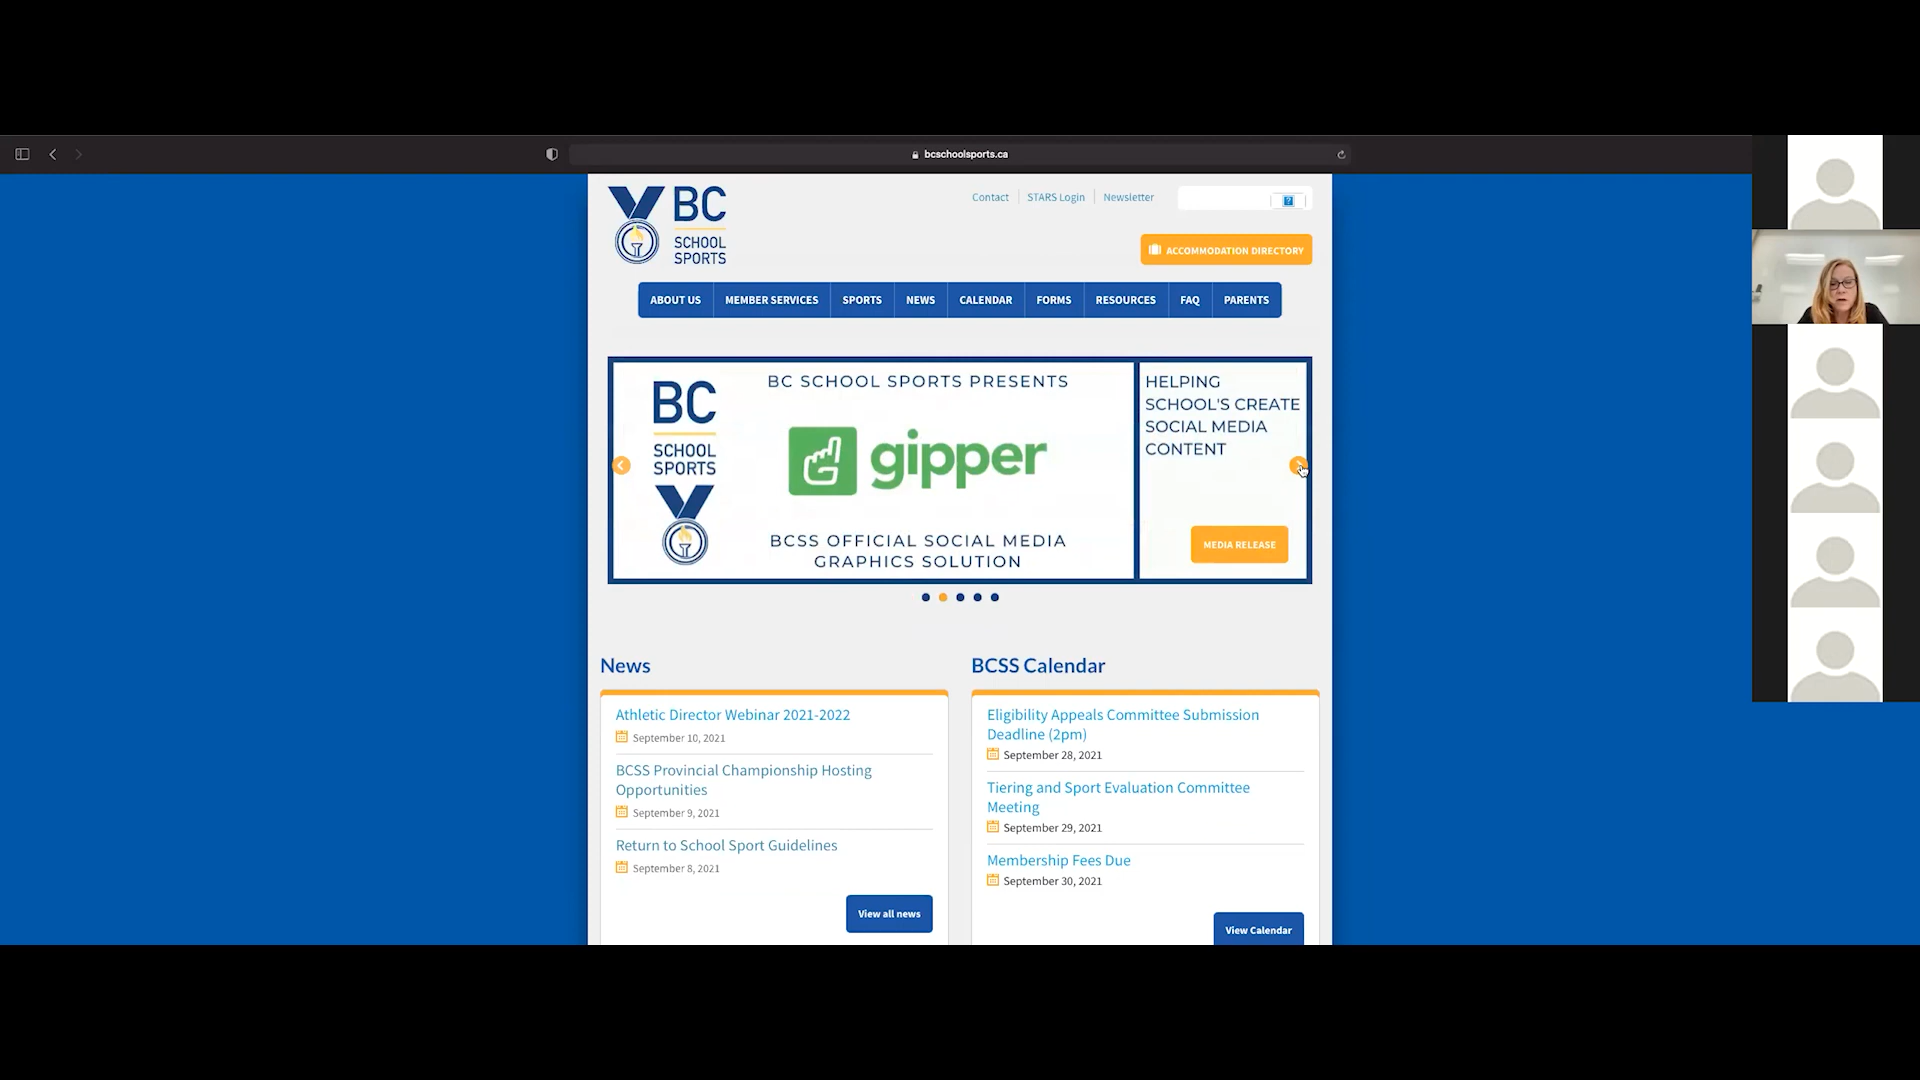 bcschoolsports.ca
BC
SCHOOL
SPORTS
Contact
STARS Login
Newsletter
?
ACCOMMODATION DIRECTORY
ABOUT US
MEMBER SERVICES
SPORTS
NEWS
CALENDAR
FORMS
RESOURCES
FAQ
PARENTS
BC
SCHOOL
SPORTS
BC SCHOOL SPORTS PRESENTS
gipper
BCSS OFFICIAL SOCIAL MEDIA
GRAPHICS SOLUTION
HELPING
SCHOOL'S CREATE
SOCIAL MEDIA
CONTENT
MEDIA RELEASE
News
Athletic Director Webinar 2021-2022
September 10, 2021
BCSS Provincial Championship Hosting
Opportunities
September 9, 2021
Return to School Sport Guidelines
September 8, 2021
View all news
BCSS Calendar
Eligibility Appeals Committee Submission
Deadline (2pm)
September 28, 2021
Tiering and Sport Evaluation Committee
Meeting
September 29, 2021
Membership Fees Due
September 30, 2021
View Calendar